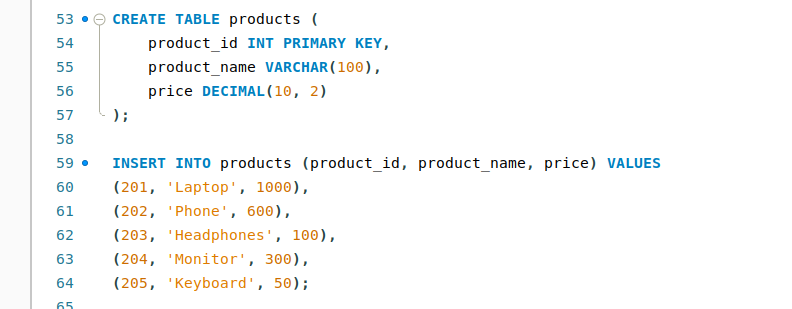 53 CREATE TABLE products (
54 product_id INT PRIMARY KEY,
55 product_name VARCHAR(100),
56 price DECIMAL(10, 2)
57 );
58
59 INSERT INTO products (product_id, product_name, price) VALUES
60 (201, 'Laptop', 1000),
61 (202, 'Phone', 600),
62 (203, 'Headphones', 100),
63 (204, 'Monitor', 300),
64 (205, 'Keyboard', 50);
65